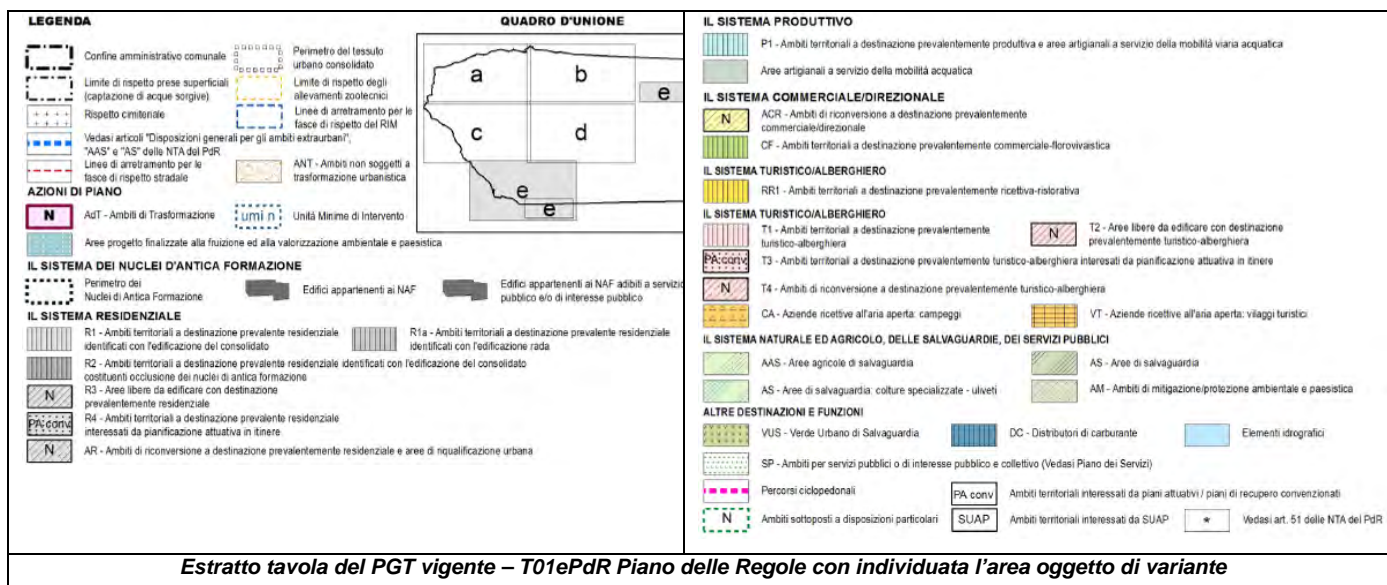 LEGENDA
QUADRO D'UNIONE
Confine amministrativo comunale
Perimetro del tessuto
urbano consolidato
Limite di rispetto prese superficiali
(captazione di acque sorgive)
Limite di rispetto degli
allevamenti zootecnici
Rispetto cimiteriale
Linee di arretramento per le
fasce di rispetto del RIM
Vedasi articoli "Disposizioni generali per gli ambiti extraurbani",
"AAS" e "AS" delle NTA del PdR
Linee di arretramento per le
fasce di rispetto stradale
ANT - Ambiti non soggetti a
trasformazione urbanistica
a
b
e
c
d
e
e
AZIONI DI PIANO
N
AdT - Ambiti di Trasformazione
umi n
Unità Minime di Intervento
Aree progetto finalizzate alla fruizione ed alla valorizzazione ambientale e paesistica
IL SISTEMA DEI NUCLEI D'ANTICA FORMAZIONE
Perimetro dei
Nuclei di Antica Formazione
Edifici appartenenti ai NAF
Edifici appartenenti ai NAF adibiti a servizio
pubblico e/o di interesse pubblico
IL SISTEMA RESIDENZIALE
R1 - Ambiti territoriali a destinazione prevalente residenziale
identificati con l'edificazione del consolidato
R1a - Ambiti territoriali a destinazione prevalente residenziale
identificati con l'edificazione rada
R2 - Ambiti territoriali a destinazione prevalente residenziale identificati con l'edificazione del consolidato
costituenti occlusione dei nuclei di antica formazione
N
R3 - Aree libere da edificare con destinazione
prevalentemente residenziale
PA conv
R4 - Ambiti territoriali a destinazione prevalente residenziale
interessati da pianificazione attuativa in itinere
N
AR - Ambiti di riconversione a destinazione prevalentemente residenziale e aree di riqualificazione urbana
IL SISTEMA PRODUTTIVO
P1 - Ambiti territoriali a destinazione prevalentemente produttiva e aree artigianali a servizio della mobilità viaria acquatica
Aree artigianali a servizio della mobilità acquatica
IL SISTEMA COMMERCIALE/DIREZIONALE
N
ACR - Ambiti di riconversione a destinazione prevalentemente
commerciale/direzionale
CF - Ambiti territoriali a destinazione prevalentemente commerciale-florovivaistica
IL SISTEMA TURISTICO/ALBERGHIERO
RR1 - Ambiti territoriali a destinazione prevalentemente ricettiva-ristorativa
IL SISTEMA TURISTICO/ALBERGHIERO
T1 - Ambiti territoriali a destinazione prevalentemente
turistico-alberghiera
N
T2 - Aree libere da edificare con destinazione
prevalentemente turistico-alberghiera
PA conv
T3 - Ambiti territoriali a destinazione prevalentemente turistico-alberghiera interessati da pianificazione attuativa in itinere
N
T4 - Ambiti di riconversione a destinazione prevalentemente turistico-alberghiera
CA - Aziende ricettive all'aria aperta: campeggi
VT - Aziende ricettive all'aria aperta: vilaggi turistici
IL SISTEMA NATURALE ED AGRICOLO, DELLE SALVAGUARDIE, DEI SERVIZI PUBBLICI
AAS - Aree agricole di salvaguardia
AS - Aree di salvaguardia
AS - Aree di salvaguardia: colture specializzate - uliveti
AM - Ambiti di mitigazione/protezione ambientale e paesistica
ALTRE DESTINAZIONI E FUNZIONI
VUS - Verde Urbano di Salvaguardia
DC - Distributori di carburante
Elementi idrografici
SP - Ambiti per servizi pubblici o di interesse pubblico e collettivo (Vedasi Piano dei Servizi)
Percorsi ciclopedonali
PA conv
Ambiti territoriali interessati da piani attuativi / piani di recupero convenzionati
N
Ambiti sottoposti a disposizioni particolari
SUAP
Ambiti territoriali interessati da SUAP
*
Vedasi art. 51 delle NTA del PdR
Estratto tavola del PGT vigente – T01ePdR Piano delle Regole con individuata l'area oggetto di variante